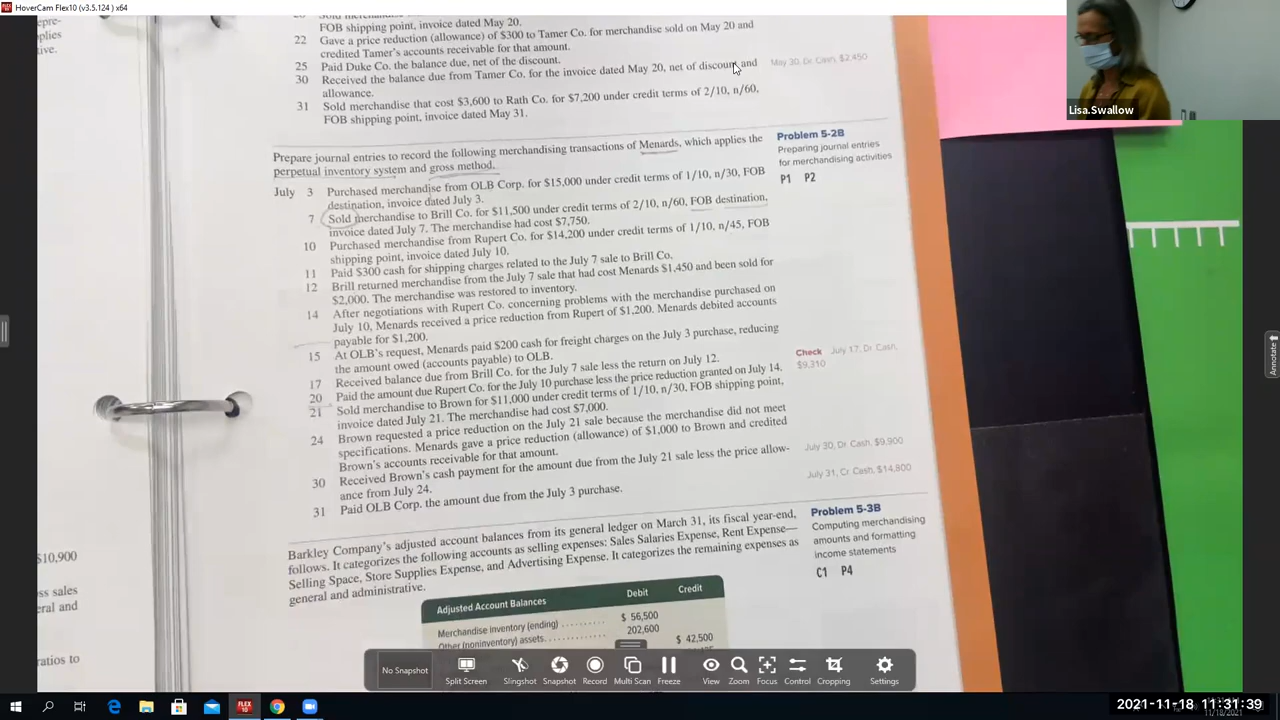 HoverCam Flex10 (v3.5.124) | x64
epre-
plies
tive.
FOB shipping point, invoice dated May 20.
22 Gave a price reduction (allowance) of $300 to Tamer Co. for merchandise sold on May 20 and
credited Tamer's accounts receivable for that amount.
25 Paid Duke Co. the balance due, net of the discount.
30 Received the balance due from Tamer Co. for the invoice dated May 20, net of discount and
allowance.
May 30, Dr. Cash, $2,450
31 Sold merchandise that cost $3,600 to Rath Co. for $7,200 under credit terms of 2/10, n/60,
FOB shipping point, invoice dated May 31.
Lisa.Swallow
Problem 5-2B
Preparing journal entries
for merchandising activities
P1 P2
Prepare journal entries to record the following merchandising transactions of Menards, which applies the
perpetual inventory system and gross method.
July 3 Purchased merchandise from OLB Corp. for $15,000 under credit terms of 1/10, n/30, FOB
destination, invoice dated July 3.
7 Sold merchandise to Brill Co. for $11,500 under credit terms of 2/10, n/60, FOB destination,
invoice dated July 7. The merchandise had cost $7,750.
10 Purchased merchandise from Rupert Co. for $14,200 under credit terms of 1/10, n/45, FOB
shipping point, invoice dated July 10.
11 Paid $300 cash for shipping charges related to the July 7 sale to Brill Co.
12 Brill returned merchandise from the July 7 sale that had cost Menards $1,450 and been sold for
$2,000. The merchandise was restored to inventory.
14 After negotiations with Rupert Co. concerning problems with the merchandise purchased on
July 10, Menards received a price reduction from Rupert of $1,200. Menards debited accounts
payable for $1,200.
15 At OLB's request, Menards paid $200 cash for freight charges on the July 3 purchase, reducing
the amount owed (accounts payable) to OLB.
17 Received balance due from Brill Co. for the July 7 sale less the return on July 12.
Check July 17, Dr. Cash,
$9,310
20 Paid the amount due Rupert Co. for the July 10 purchase less the price reduction granted on July 14.
21 Sold merchandise to Brown for $11,000 under credit terms of 1/10, n/30, FOB shipping point,
invoice dated July 21. The merchandise had cost $7,000.
24 Brown requested a price reduction on the July 21 sale because the merchandise did not meet
specifications. Menards gave a price reduction (allowance) of $1,000 to Brown and credited
Brown's accounts receivable for that amount.
30 Received Brown's cash payment for the amount due from the July 21 sale less the price allow-
ance from July 24.
July 30, Dr. Cash, $9,900
31 Paid OLB Corp. the amount due from the July 3 purchase.
July 31, Cr. Cash, $14,800
Problem 5-3B
Computing merchandising
amounts and formatting
income statements
C1 P4
Barkley Company's adjusted account balances from its general ledger on March 31, its fiscal year-end,
follows. It categorizes the following accounts as selling expenses: Sales Salaries Expense, Rent Expense—
Selling Space, Store Supplies Expense, and Advertising Expense. It categorizes the remaining expenses as
general and administrative.
Adjusted Account Balances Debit Credit
Merchandise inventory (ending) $ 56,500
Other (noninventory) assets 202,600
$ 42,500
$10,900
ss sales
eral and
ratios to
Annotate
No Snapshot
Split Screen
Slingshot
Snapshot
Record
Multi Scan
Freeze
View
Zoom
Focus
Control
Cropping
Settings
2021-11-18 11:31:39